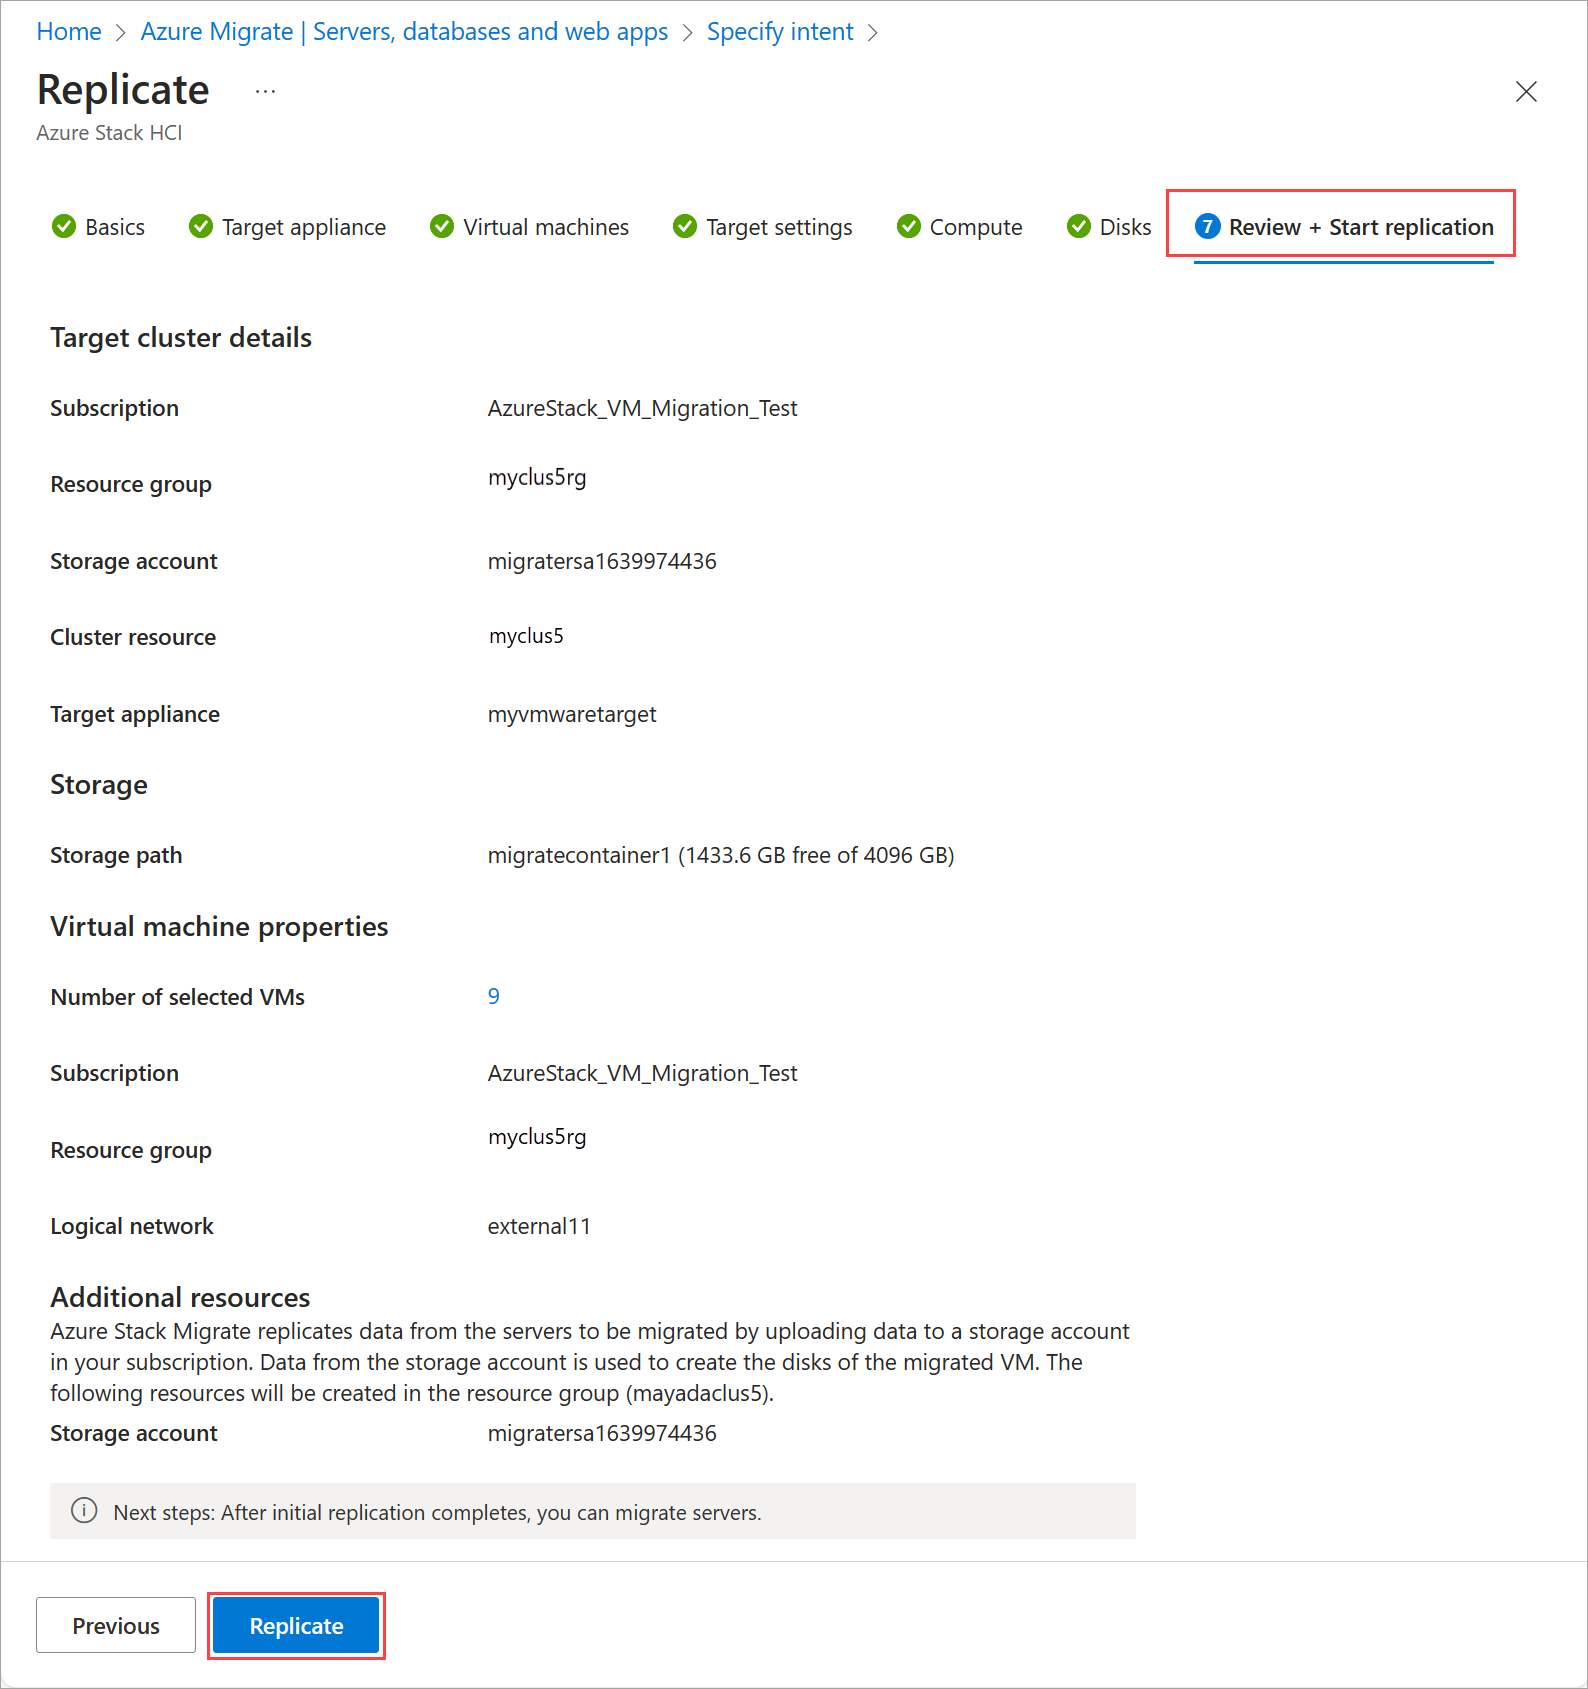 Home > Azure Migrate | Servers, databases and web apps > Specify intent >
Replicate ...
Azure Stack HCI
Basics Target appliance Virtual machines Target settings Compute Disks 7 Review + Start replication
Target cluster details
Subscription AzureStack_VM_Migration_Test
Resource group myclus5rg
Storage account migratersa1639974436
Cluster resource myclus5
Target appliance myvmwaretarget
Storage
Storage path migratecontainer1 (1433.6 GB free of 4096 GB)
Virtual machine properties
Number of selected VMs 9
Subscription AzureStack_VM_Migration_Test
Resource group myclus5rg
Logical network external11
Additional resources
Azure Stack Migrate replicates data from the servers to be migrated by uploading data to a storage account
in your subscription. Data from the storage account is used to create the disks of the migrated VM. The
following resources will be created in the resource group (mayadaclus5).
Storage account migratersa1639974436
Next steps: After initial replication completes, you can migrate servers.
Previous Replicate